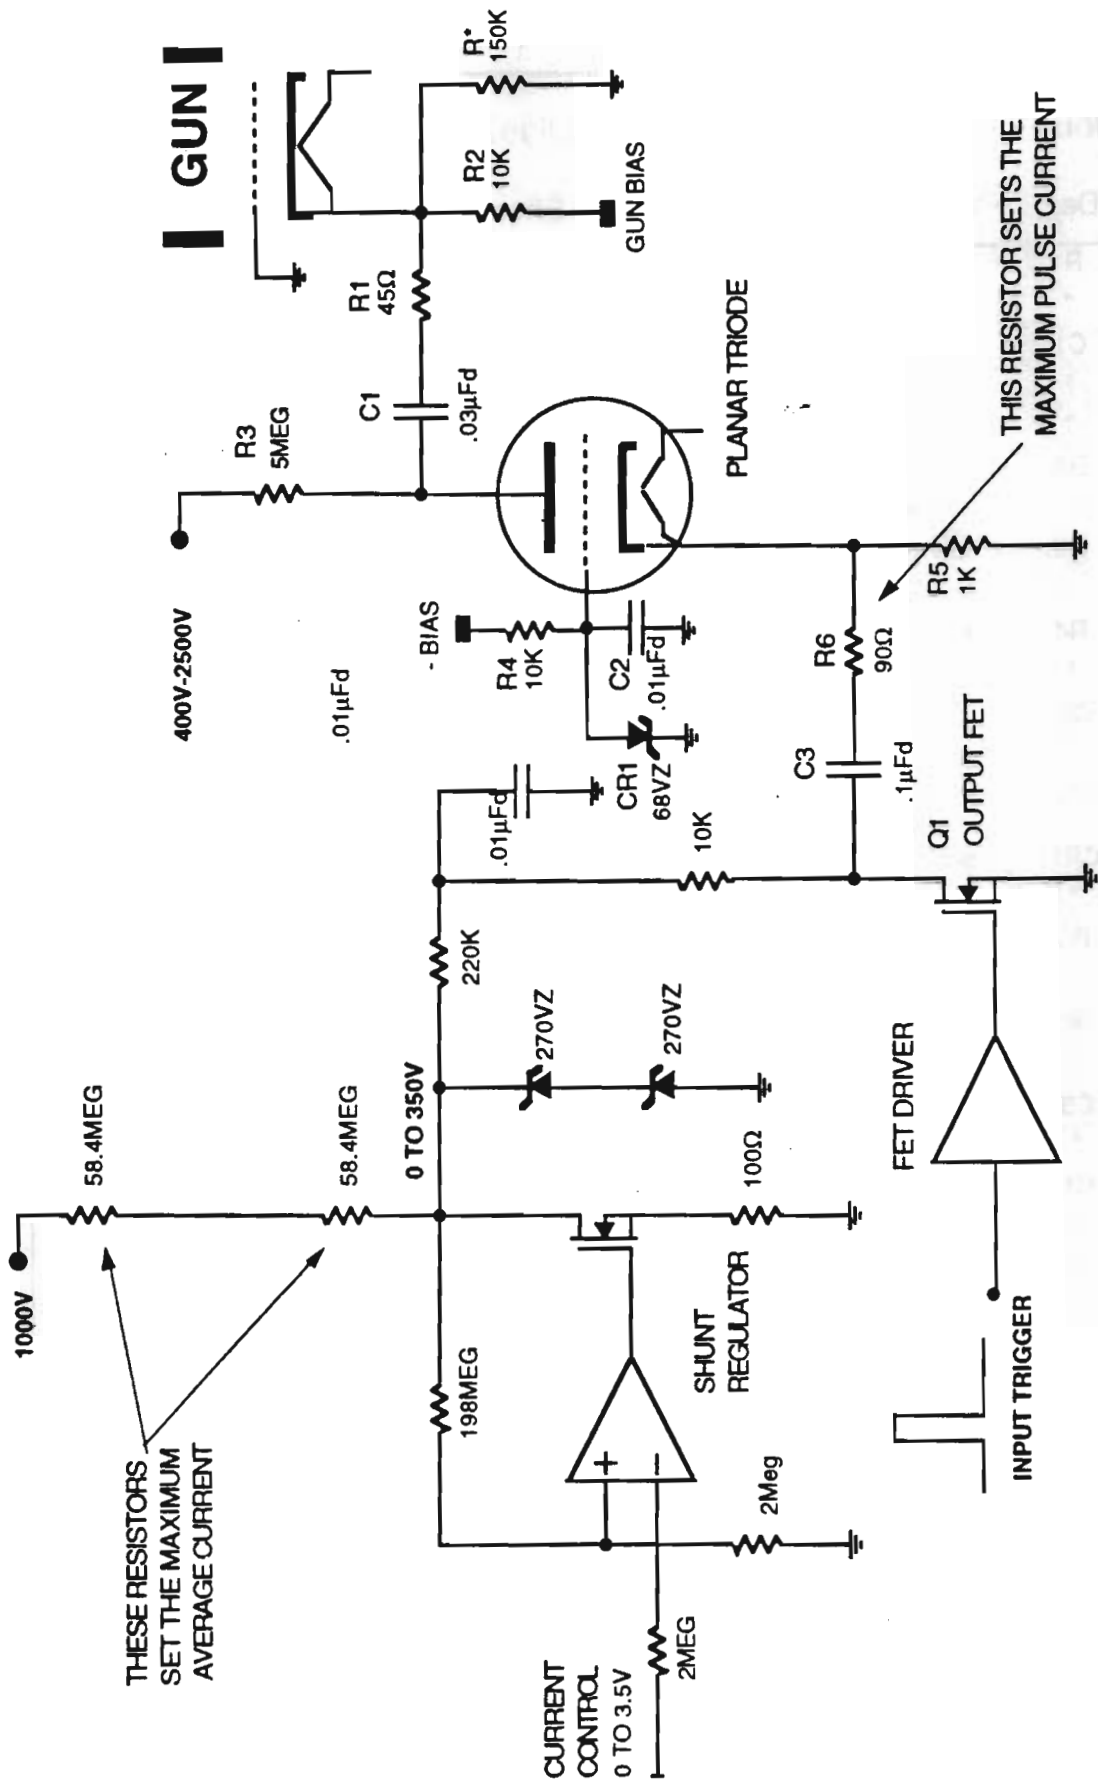 1000V
58.4MEG
58.4MEG
THESE RESISTORS
SET THE MAXIMUM
AVERAGE CURRENT
0 TO 350V
198MEG
220K
.01µFd
.01µFd
270VZ
270VZ
100Ω
SHUNT
REGULATOR
+
−
2Meg
2MEG
CURRENT
CONTROL
0 TO 3.5V
INPUT TRIGGER
FET DRIVER
Q1
OUTPUT FET
10K
C3
.1µFd
R6
90Ω
R5
1K
THIS RESISTOR SETS THE
MAXIMUM PULSE CURRENT
CR1
68VZ
C2
.01µFd
R4
10K
- BIAS
PLANAR TRIODE
400V-2500V
R3
5MEG
C1
.03µFd
R1
45Ω
R2
10K
GUN BIAS
R*
150K
GUN